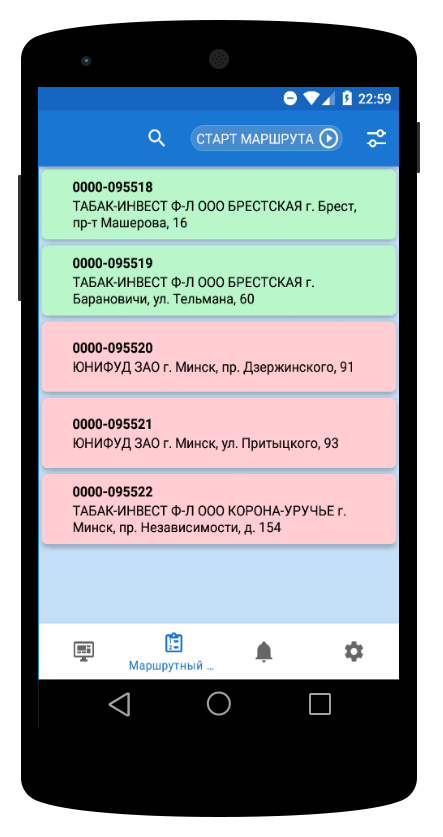 22:59
СТАРТ МАРШРУТА
0000-095518
ТАБАК-ИНВЕСТ Ф-Л ООО БРЕСТСКАЯ г. Брест,
пр-т Машерова, 16
0000-095519
ТАБАК-ИНВЕСТ Ф-Л ООО БРЕСТСКАЯ г.
Барановичи, ул. Тельмана, 60
0000-095520
ЮНИФУД ЗАО г. Минск, пр. Дзержинского, 91
0000-095521
ЮНИФУД ЗАО г. Минск, ул. Притыцкого, 93
0000-095522
ТАБАК-ИНВЕСТ Ф-Л ООО КОРОНА-УРУЧЬЕ г.
Минск, пр. Независимости, д. 154
Маршрутный ...